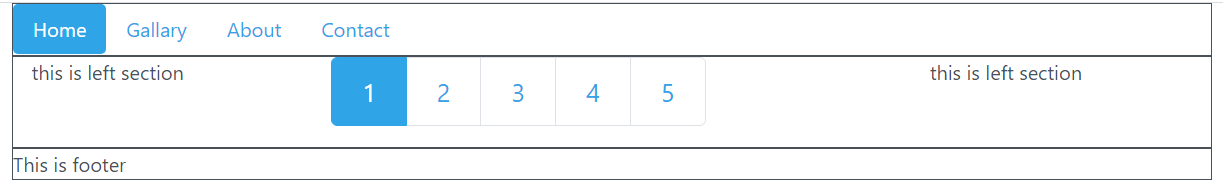 Home Gallary About Contact
this is left section 1 2 3 4 5 this is left section
This is footer